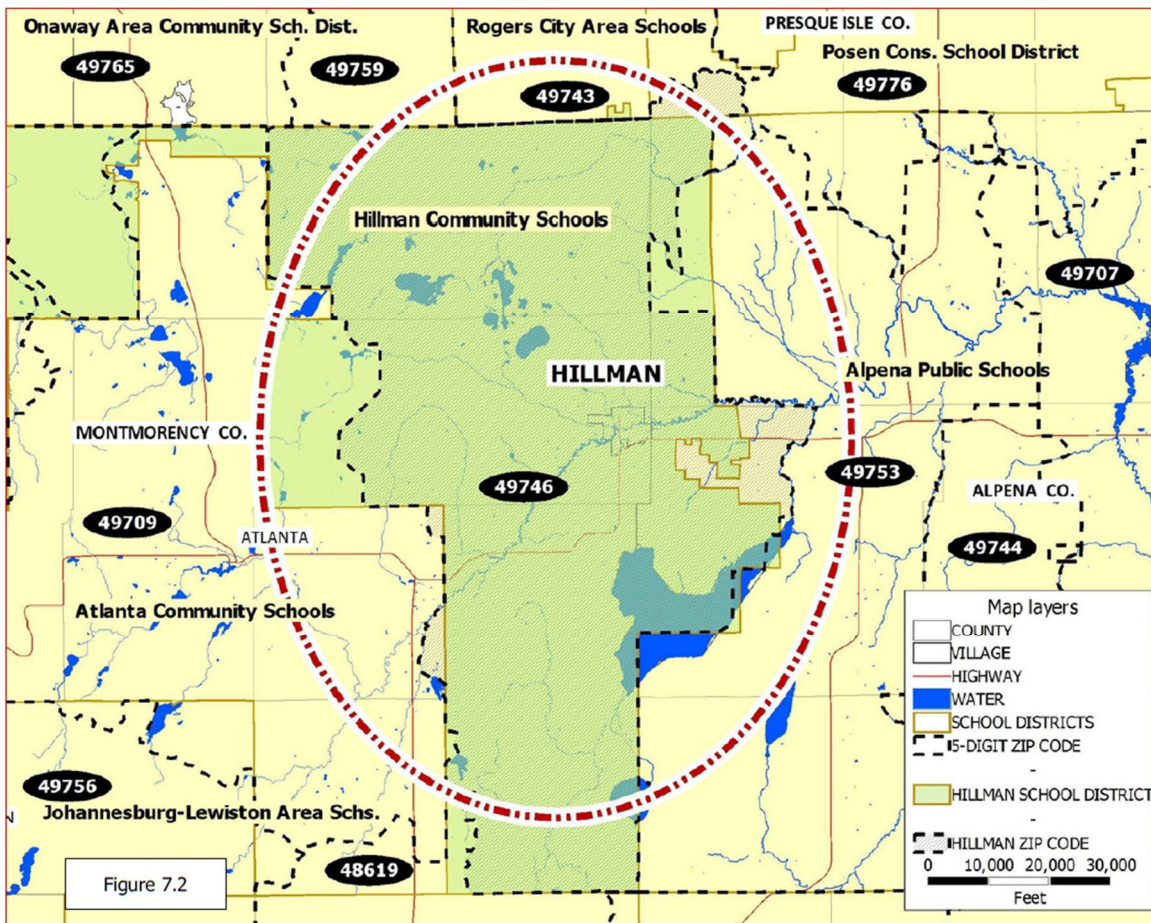 Onaway Area Community Sch. Dist.
Rogers City Area Schools
PRESQUE ISLE CO.
Posen Cons. School District
49765
49759
49743
49776
Hillman Community Schools
49707
HILLMAN
Alpena Public Schools
MONTMORENCY CO.
49746
49753
ALPENA CO.
49709
ATLANTA
49744
Atlanta Community Schools
49756
Johannesburg-Lewiston Area Schs.
N
48619
Figure 7.2
Map layers
COUNTY
VILLAGE
HIGHWAY
WATER
SCHOOL DISTRICTS
5-DIGIT ZIP CODE
-
HILLMAN SCHOOL DISTRICT
-
HILLMAN ZIP CODE
0 10,000 20,000 30,000
Feet